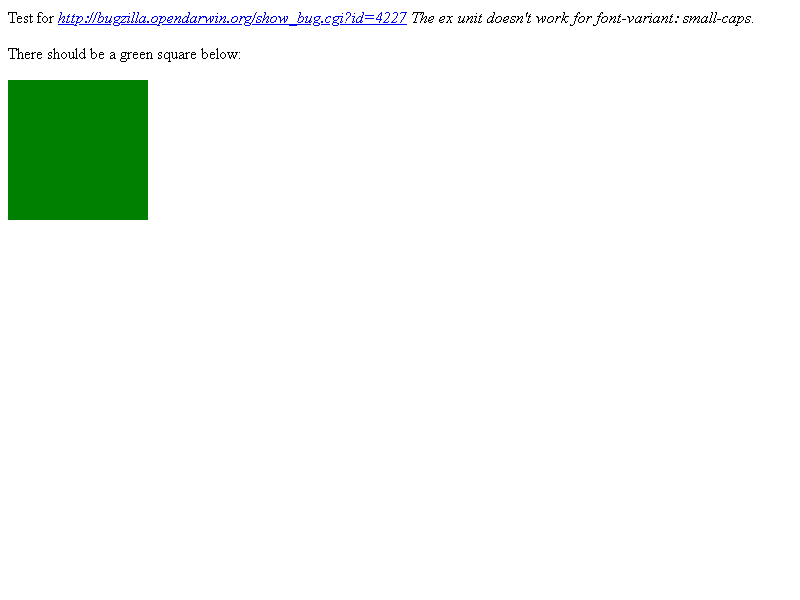 Test for http://bugzilla.opendarwin.org/show_bug.cgi?id=4227 The ex unit doesn't work for font-variant: small-caps.
There should be a green square below: